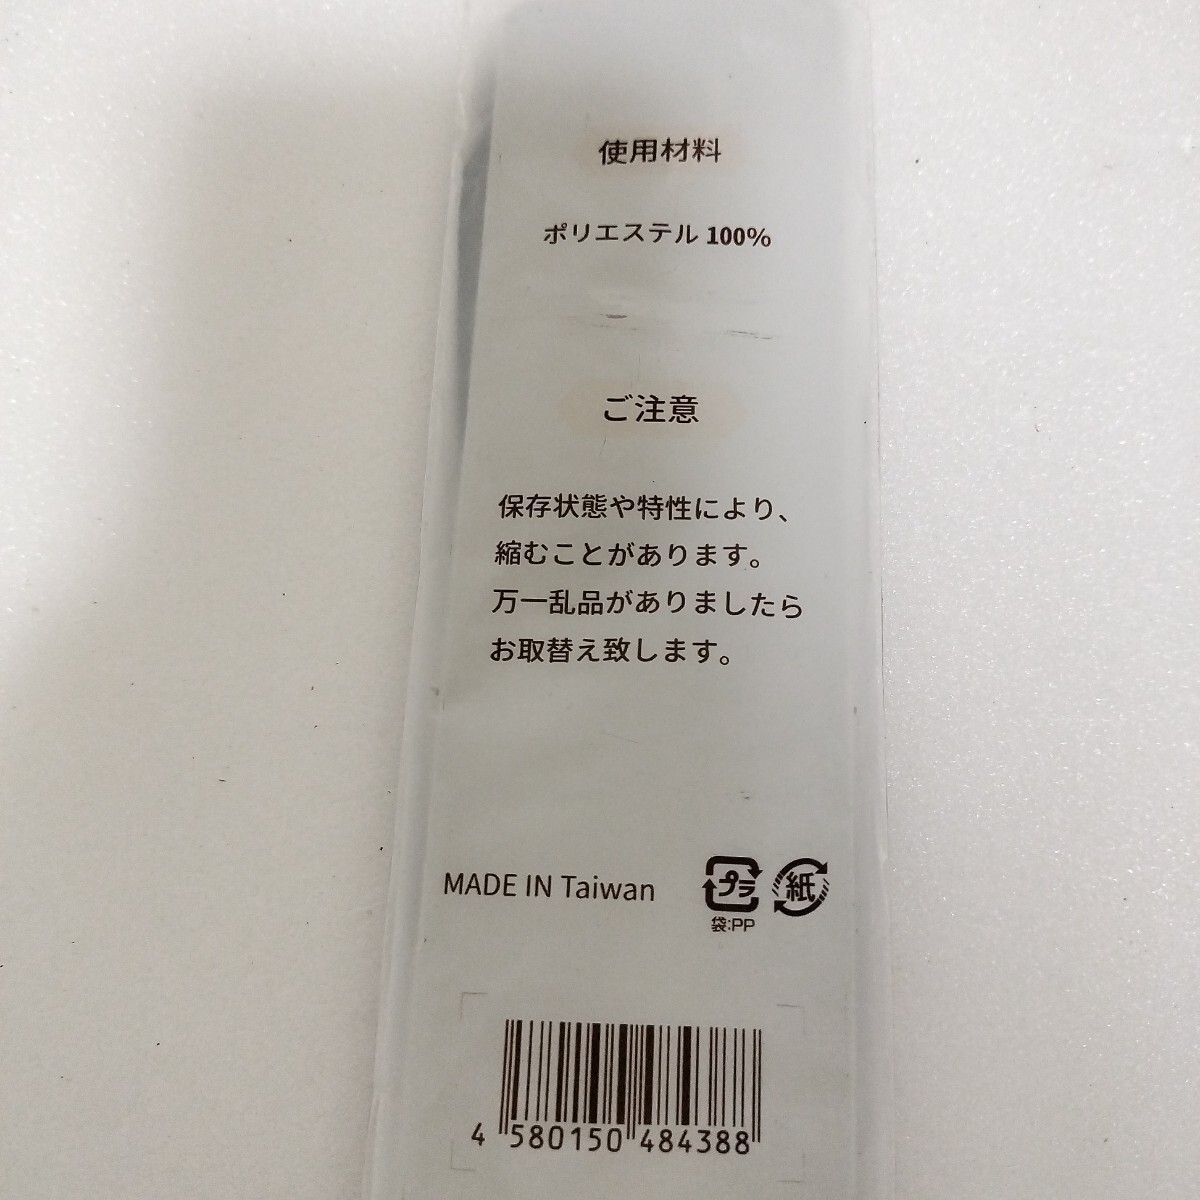 使用材料
ポリエステル 100%
ご注意
保存状態や特性により、
縮むことがあります。
万一乱品がありましたら
お取替え致します。
MADE IN Taiwan
プラ 紙
袋:PP
4 580150 484388